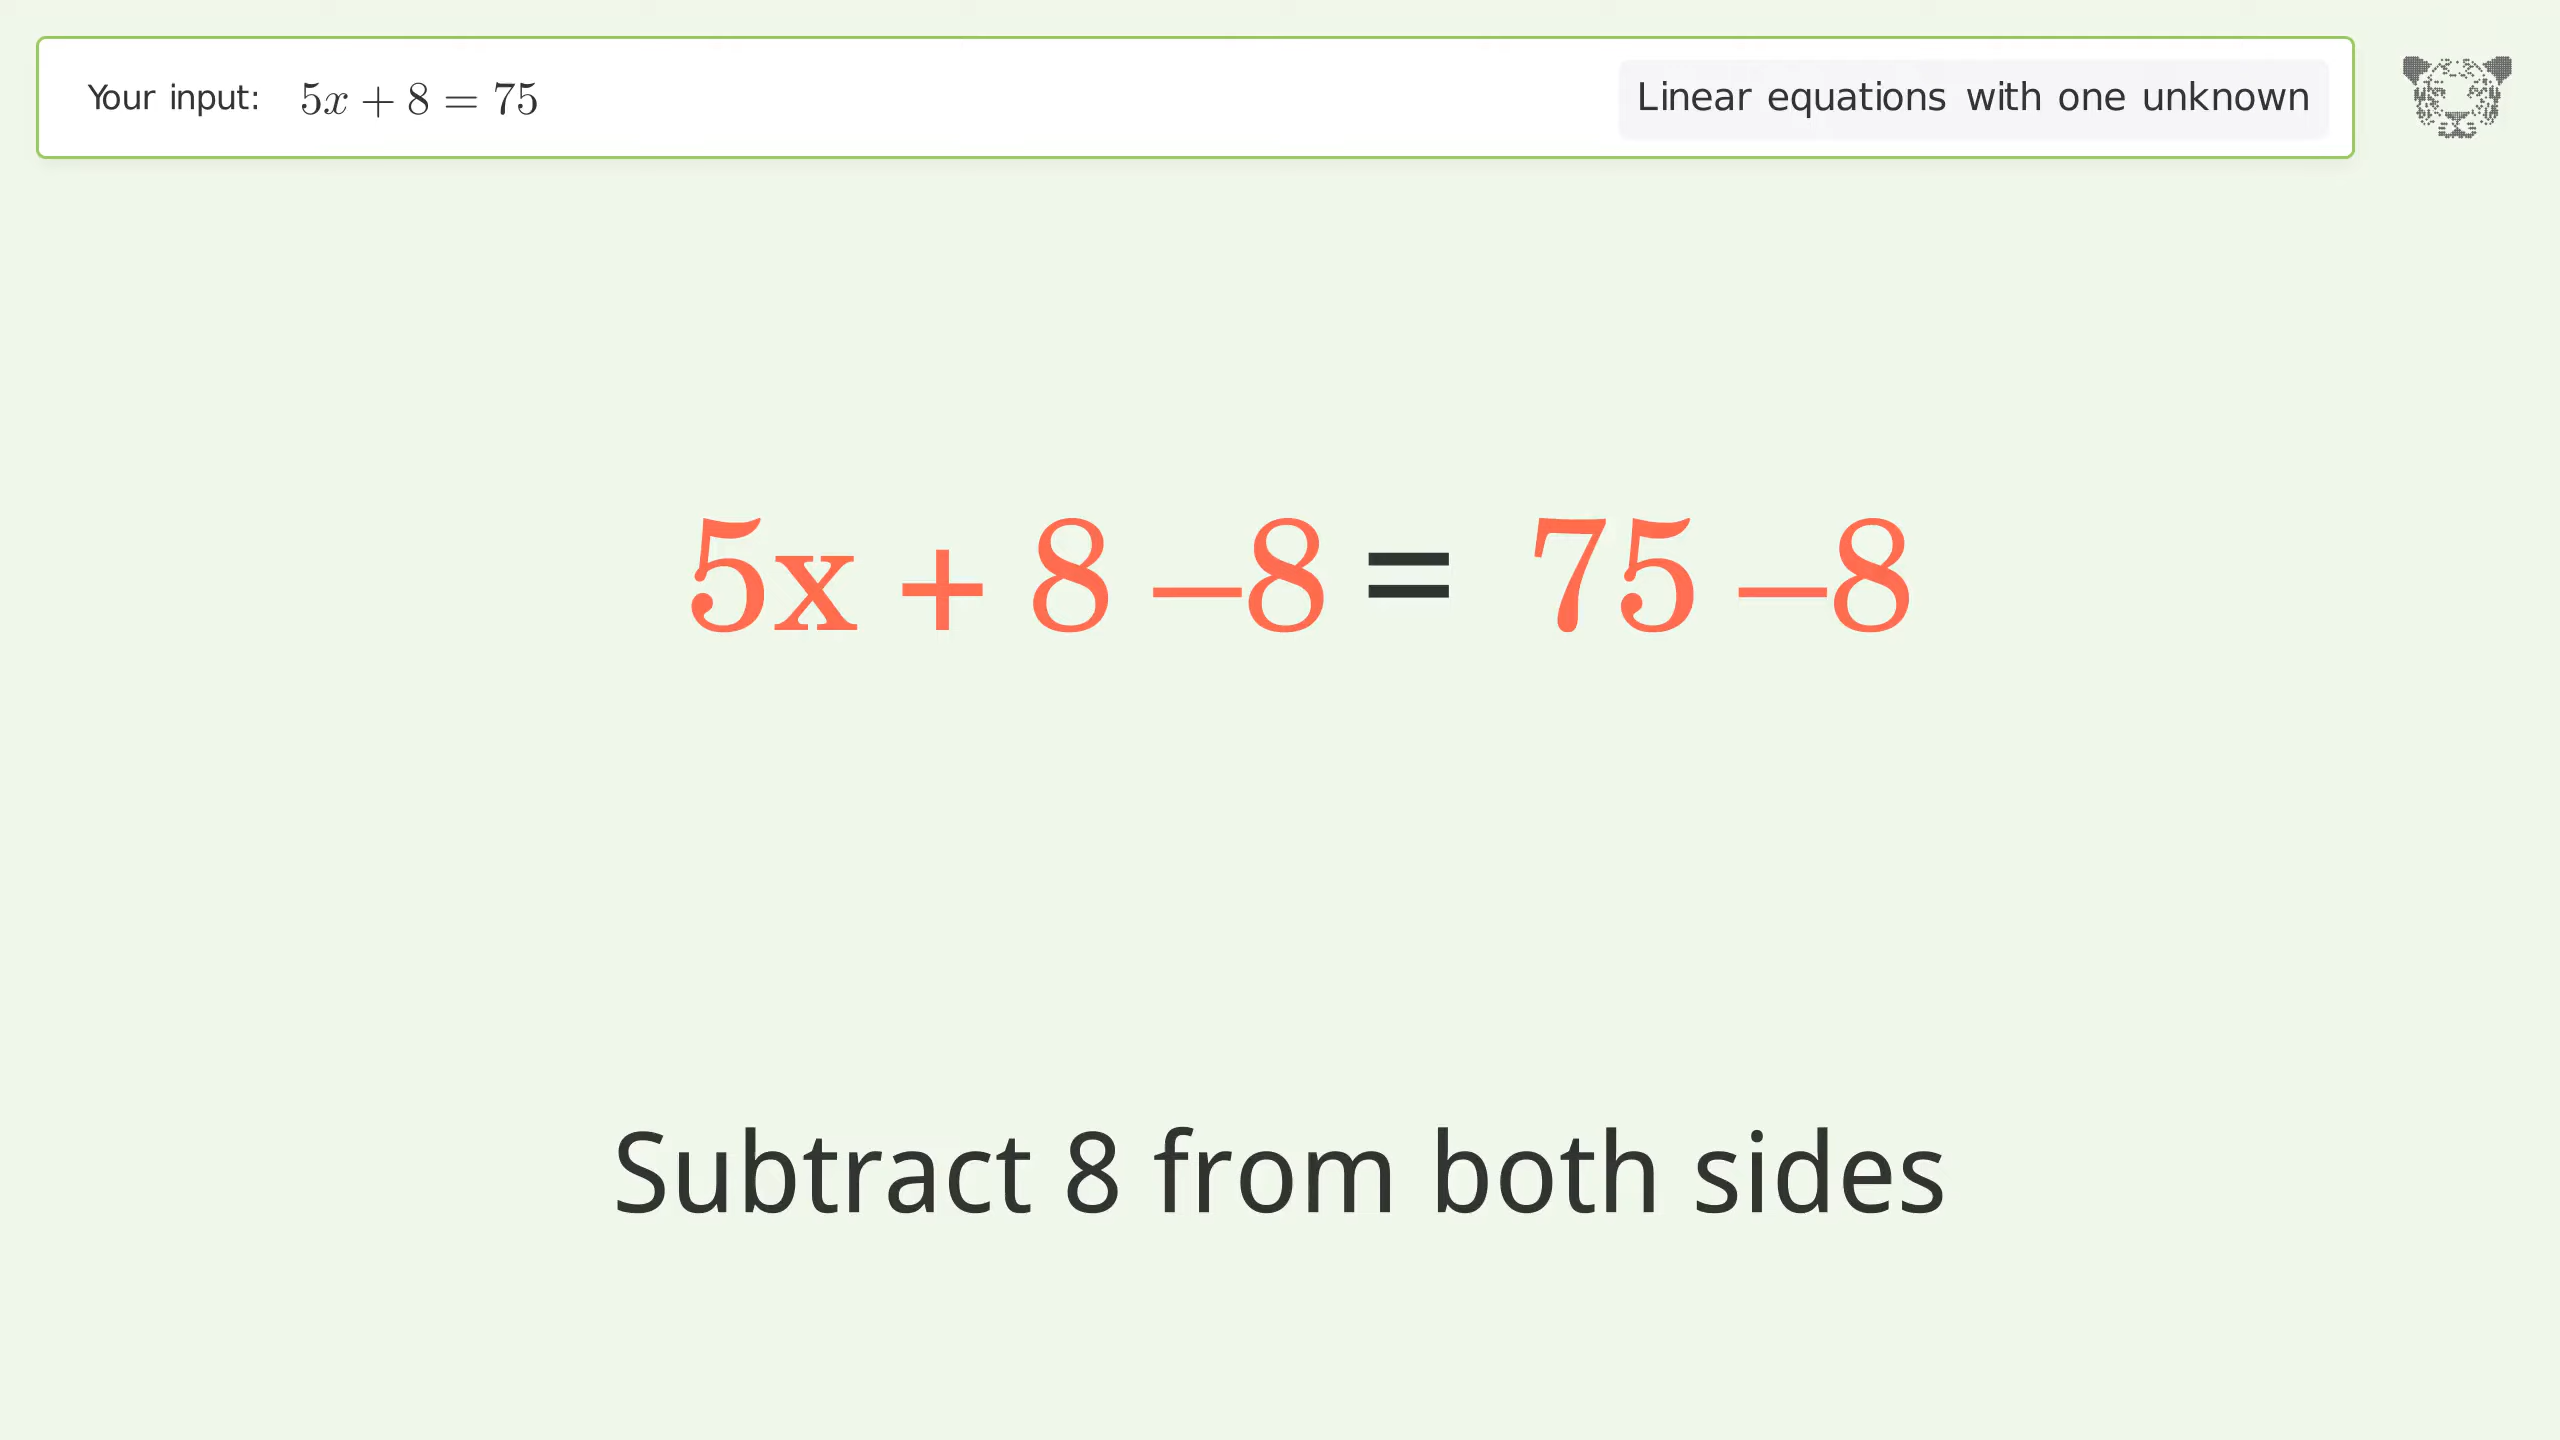 Your input: 5x + 8 = 75
Linear equations with one unknown
5x + 8 –8 = 75 –8
Subtract 8 from both sides